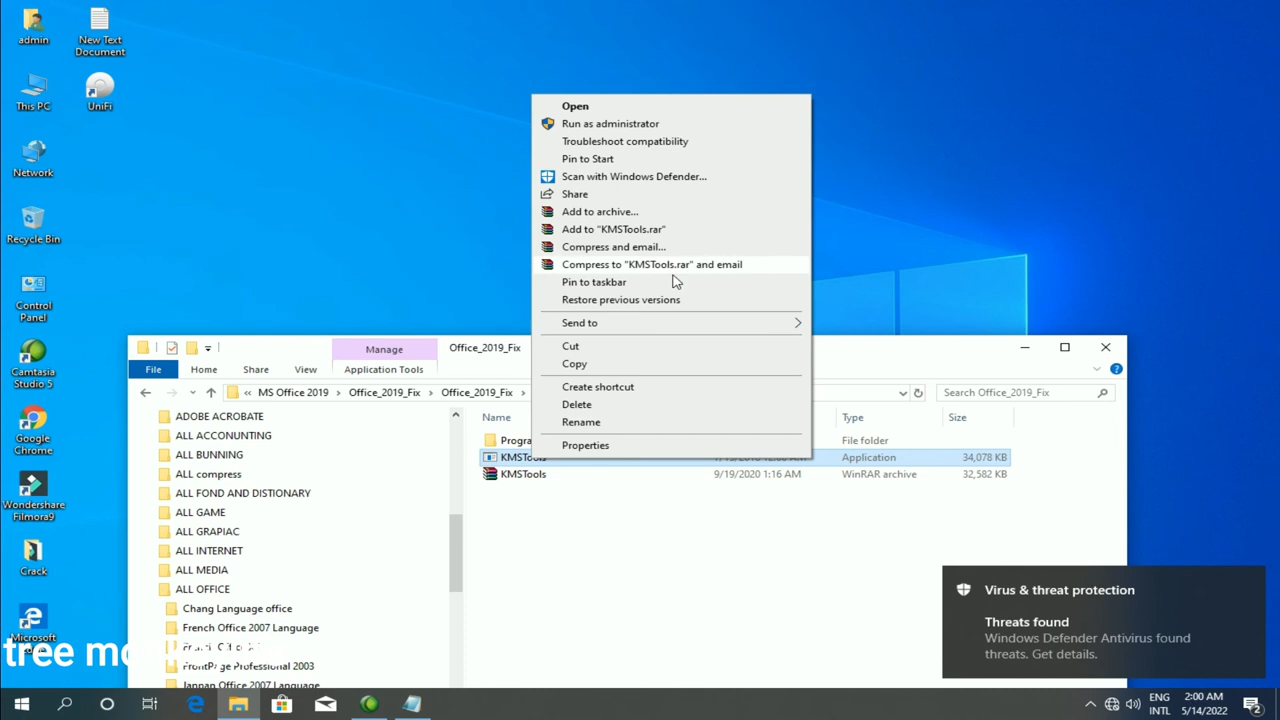 admin
New Text
Document
This PC
UniFi
Network
Recycle Bin
Control
Panel
Camtasia
Studio 5
Google
Chrome
Wondershare
Filmora9
Crack
Microsoft
tree mo
Open
Run as administrator
Troubleshoot compatibility
Pin to Start
Scan with Windows Defender...
Share
Add to archive...
Add to "KMSTools.rar"
Compress and email...
Compress to "KMSTools.rar" and email
Pin to taskbar
Restore previous versions
Send to
Cut
Copy
Create shortcut
Delete
Rename
Properties
Manage
Office_2019_Fix
File
Home
Share
View
Application Tools
« MS Office 2019 > Office_2019_Fix > Office_2019_Fix >
Search Office_2019_Fix
ADOBE ACROBATE
ALL ACCONUNTING
ALL BUNNING
ALL compress
ALL FOND AND DISTIONARY
ALL GAME
ALL GRAPIAC
ALL INTERNET
ALL MEDIA
ALL OFFICE
Chang Language office
French Office 2007 Language
FrontPage Professional 2003
Jannan Office 2007 Language
Name Type Size
Progra File folder
KMSTools Application 34,078 KB
KMSTools 9/19/2020 1:16 AM WinRAR archive 32,582 KB
Virus & threat protection
Threats found
Windows Defender Antivirus found
threats. Get details.
ENG
INTL
2:00 AM
5/14/2022
2